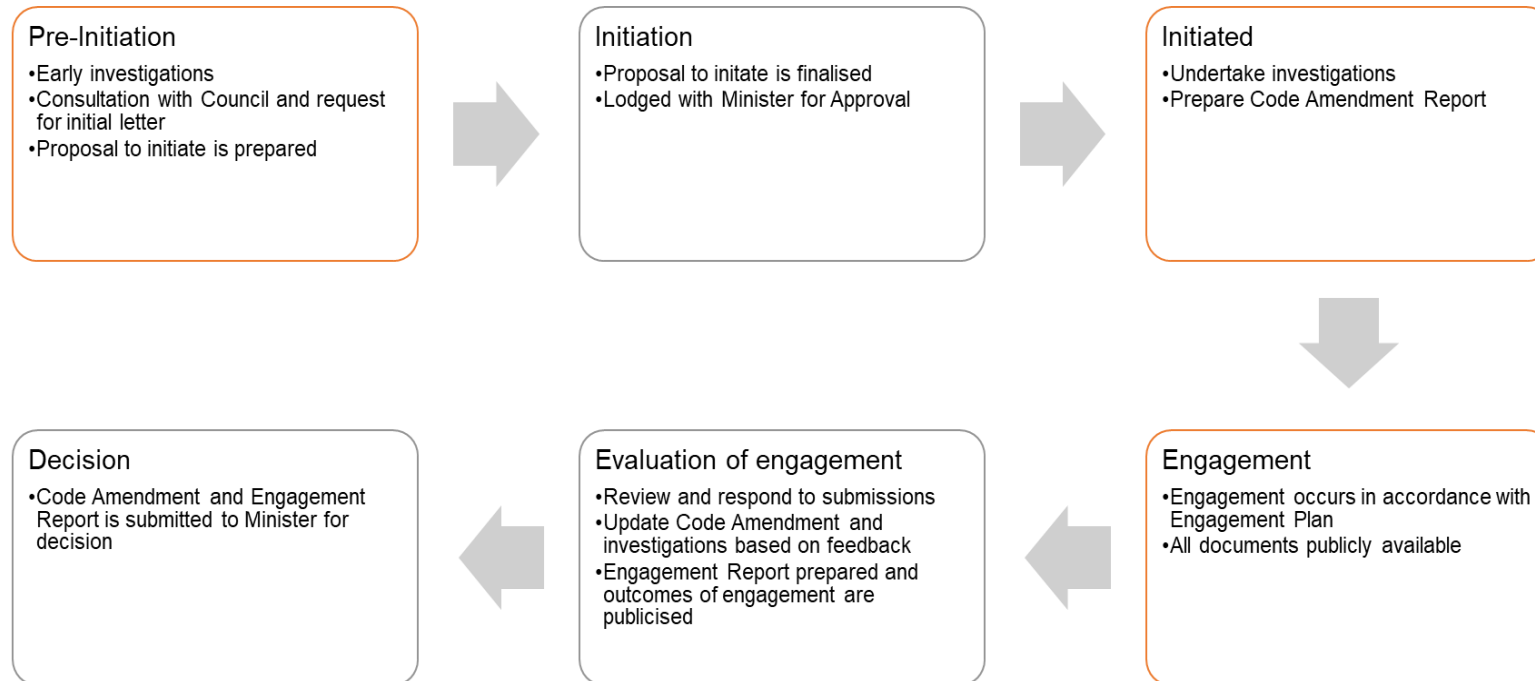 Pre-Initiation
•Early investigations
•Consultation with Council and request
for initial letter
•Proposal to initiate is prepared
Initiation
•Proposal to initate is finalised
•Lodged with Minister for Approval
Initiated
•Undertake investigations
•Prepare Code Amendment Report
Engagement
•Engagement occurs in accordance with
Engagement Plan
•All documents publicly available
Evaluation of engagement
•Review and respond to submissions
•Update Code Amendment and
investigations based on feedback
•Engagement Report prepared and
outcomes of engagement are
publicised
Decision
•Code Amendment and Engagement
Report is submitted to Minister for
decision